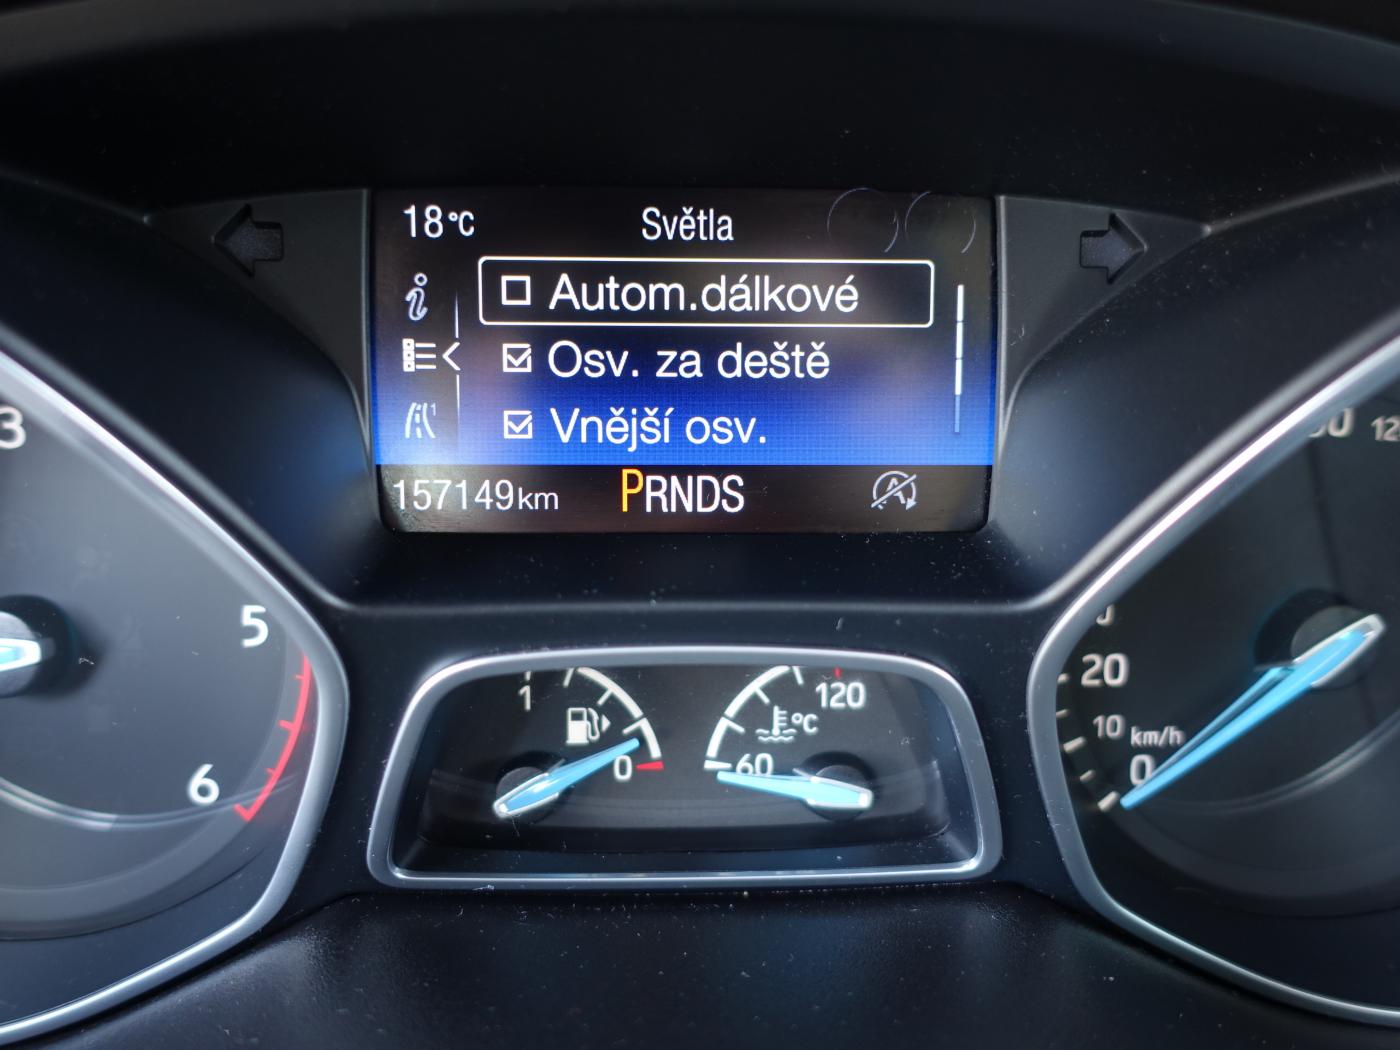 18°C Světla
Autom.dálkové
Osv. za deště
Vnější osv.
157149km PRNDS
3
5
6
1
0
120
°C
60
20
10 km/h
0